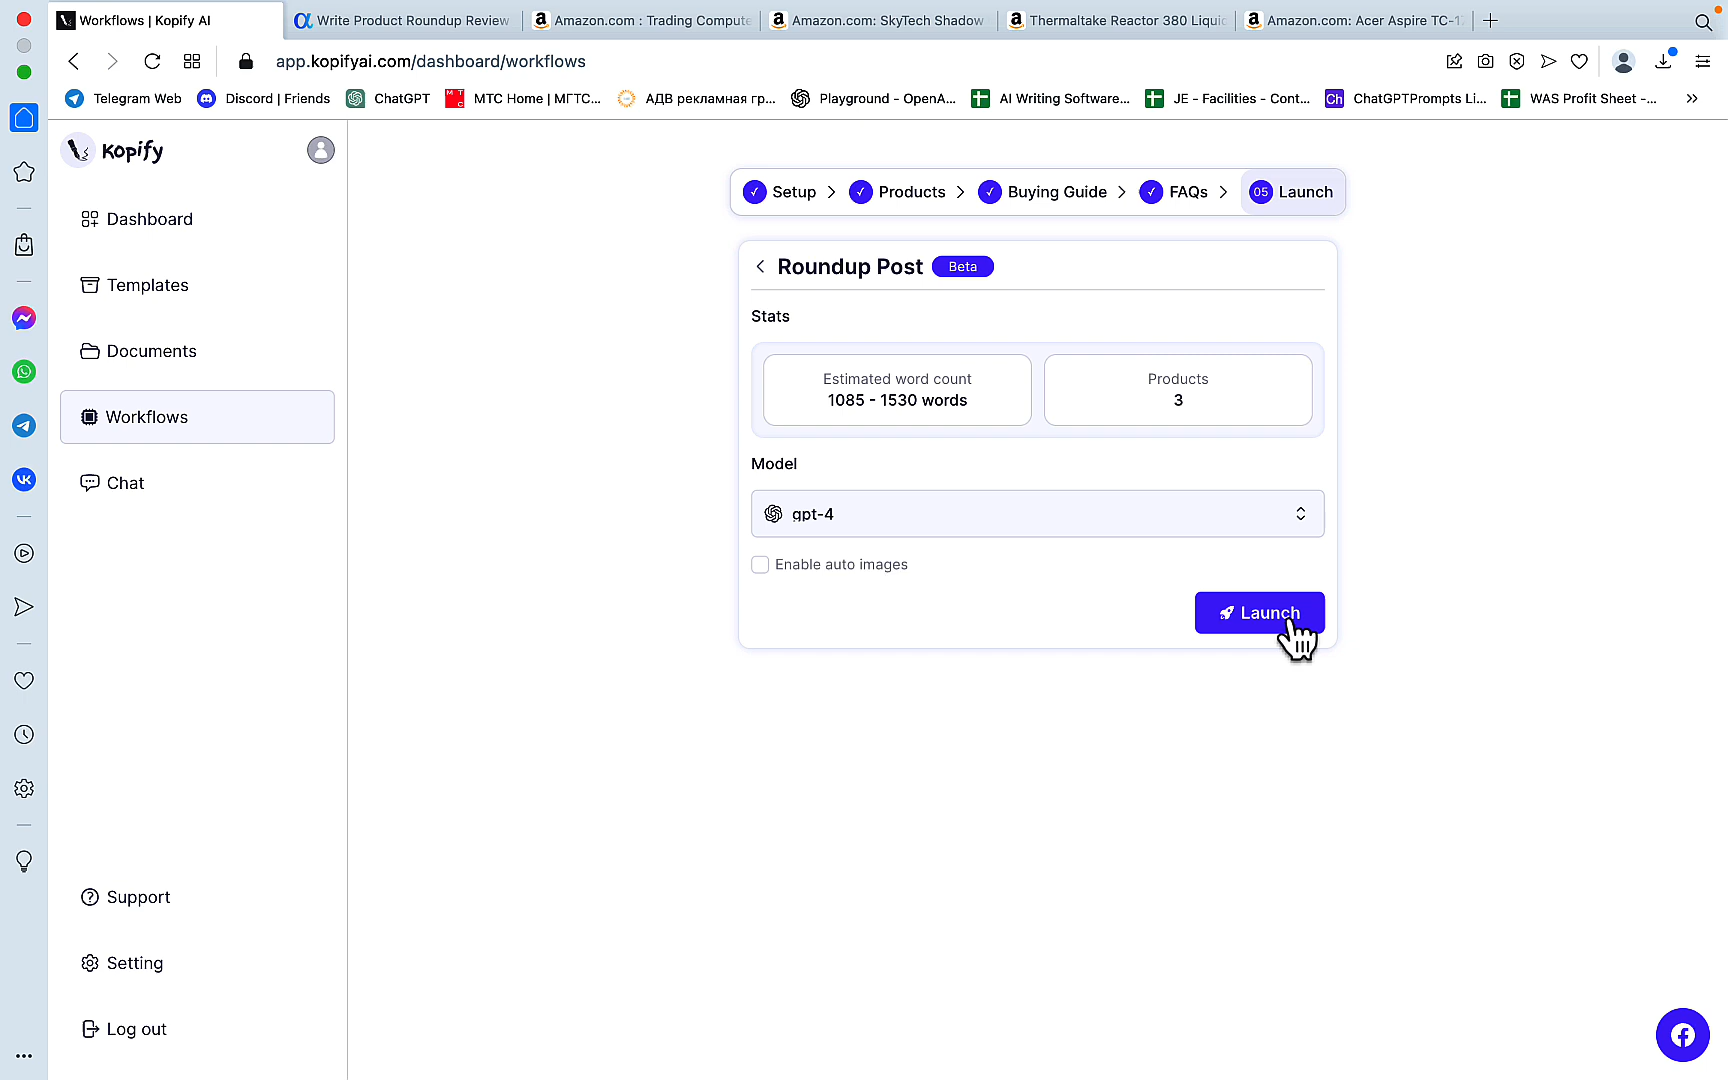 Workflows | Kopify AI
Write Product Roundup Review
Amazon.com : Trading Compute
Amazon.com: SkyTech Shadow
Thermaltake Reactor 380 Liquid
Amazon.com: Acer Aspire TC-17
app.kopifyai.com/dashboard/workflows
Telegram Web
Discord | Friends
ChatGPT
MTC Home | МГТС...
АДВ рекламная гр...
Playground - OpenA...
AI Writing Software...
JE - Facilities - Cont...
Ch
ChatGPTPrompts Li...
WAS Profit Sheet -...
Kopify
Dashboard
Templates
Documents
Workflows
Chat
Support
Setting
Log out
Setup
Products
Buying Guide
FAQs
05 Launch
Roundup Post
Beta
Stats
Estimated word count
1085 - 1530 words
Products
3
Model
gpt-4
Enable auto images
Launch